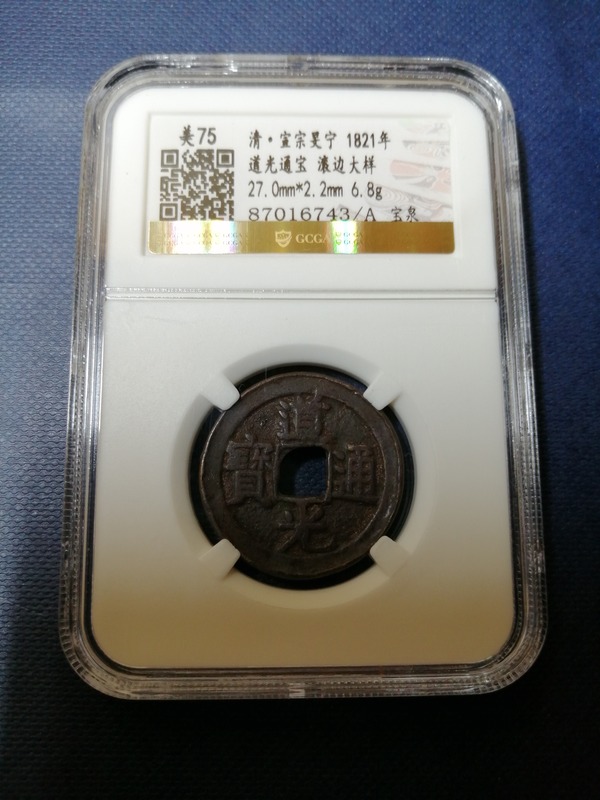 美75
清·宣宗旻宁 1821年
道光通宝 滚边大样
27.0mm*2.2mm 6.8g
87016743/A 宝泉
GCGA
道
寶 通
光